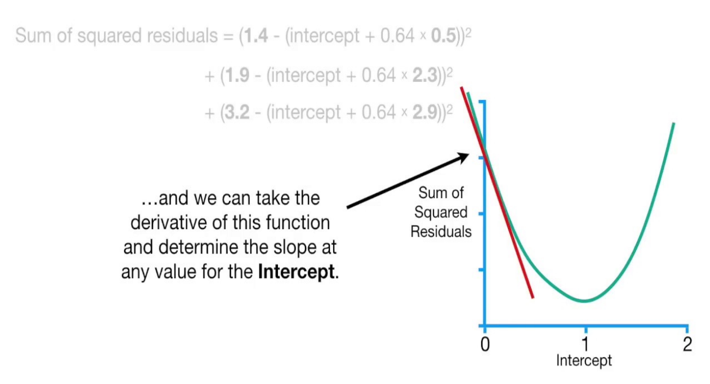 Sum of squared residuals = (1.4 - (intercept + 0.64 × 0.5))²
+ (1.9 - (intercept + 0.64 × 2.3))²
+ (3.2 - (intercept + 0.64 × 2.9))²
…and we can take the
derivative of this function
and determine the slope at
any value for the Intercept.
Sum of
Squared
Residuals
0 1 2
Intercept